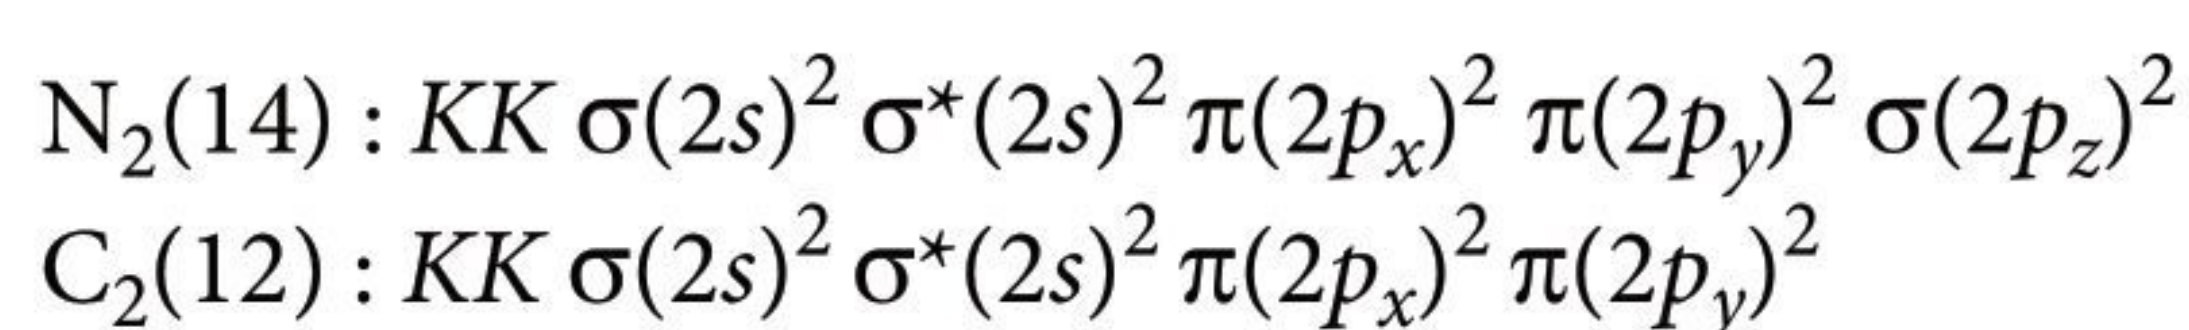 N₂(14) : KK σ(2s)² σ*(2s)² π(2pₓ)² π(2p_y)² σ(2p_z)²
C₂(12) : KK σ(2s)² σ*(2s)² π(2pₓ)² π(2p_y)²